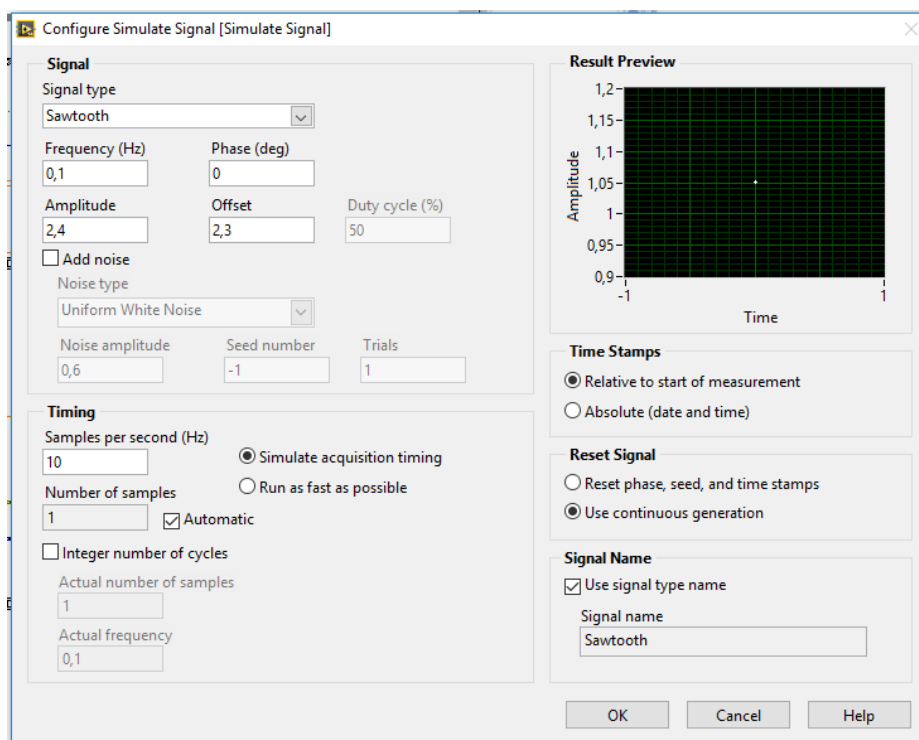 Configure Simulate Signal [Simulate Signal]
Signal
Signal type
Sawtooth
Frequency (Hz) Phase (deg)
0,1 0
Amplitude Offset Duty cycle (%)
2,4 2,3 50
Add noise
Noise type
Uniform White Noise
Noise amplitude Seed number Trials
0,6 -1 1
Timing
Samples per second (Hz)
10
Simulate acquisition timing
Run as fast as possible
Number of samples
1 Automatic
Integer number of cycles
Actual number of samples
1
Actual frequency
0,1
Result Preview
Amplitude
1,2
1,15
1,1
1,05
1
0,95
0,9
-1 1
Time
Time Stamps
Relative to start of measurement
Absolute (date and time)
Reset Signal
Reset phase, seed, and time stamps
Use continuous generation
Signal Name
Use signal type name
Signal name
Sawtooth
OK Cancel Help